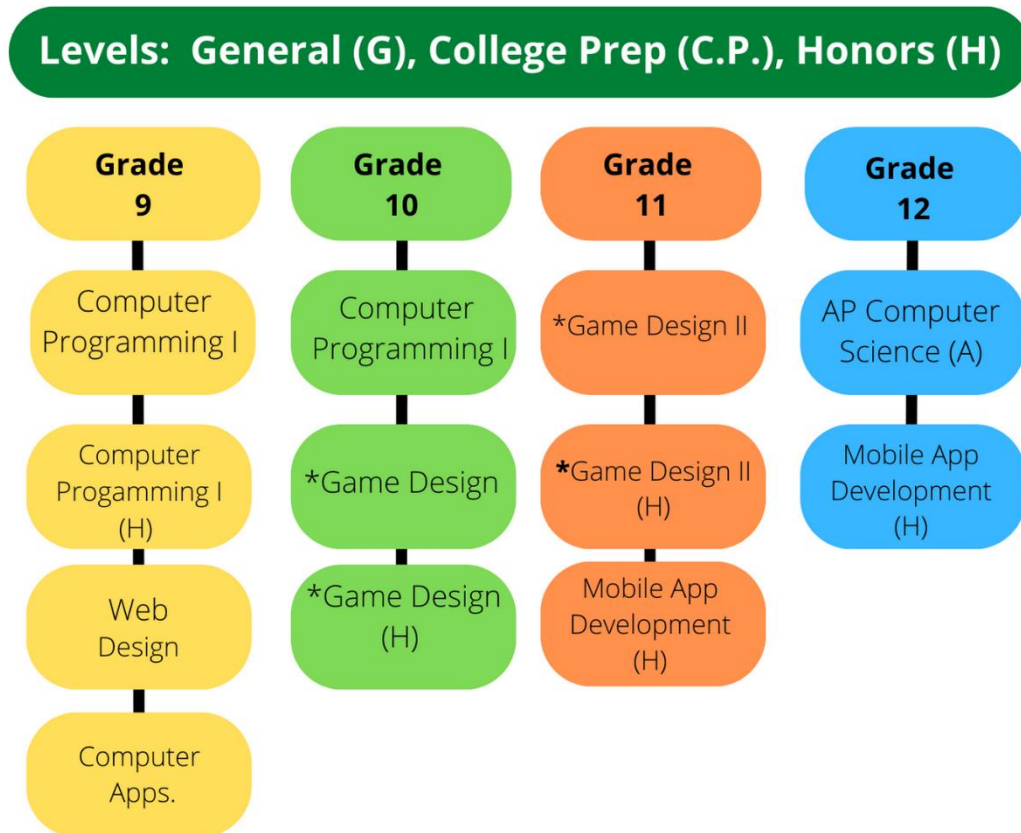 Levels:  General (G), College Prep (C.P.), Honors (H)
Grade
9
Computer
Programming I
Computer
Progamming I
(H)
Web
Design
Computer
Apps.
Grade
10
Computer
Programming I
*Game Design
*Game Design
(H)
Grade
11
*Game Design II
*Game Design II
(H)
Mobile App
Development
(H)
Grade
12
AP Computer
Science (A)
Mobile App
Development
(H)